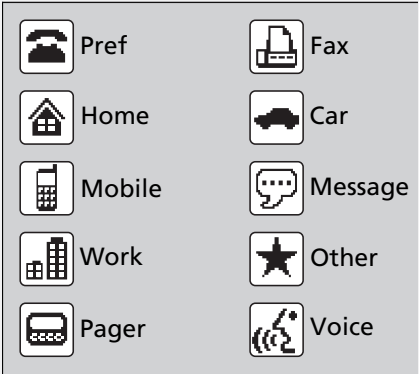 Pref
Fax
Home
Car
Mobile
Message
Work
Other
Pager
Voice